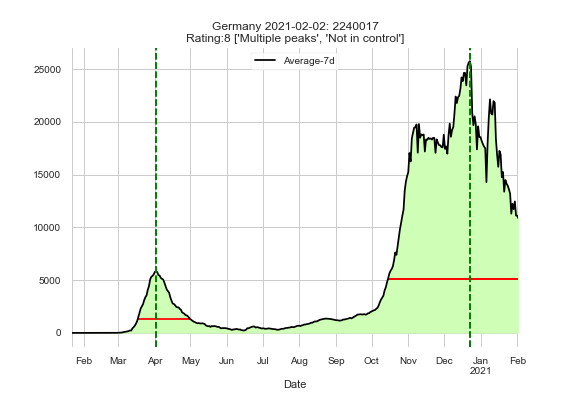 Germany 2021-02-02: 2240017
Rating:8 ['Multiple peaks', 'Not in control']
Average-7d
25000
20000
15000
10000
5000
0
Feb Mar Apr May Jun Jul Aug Sep Oct Nov Dec Jan Feb
2021
Date